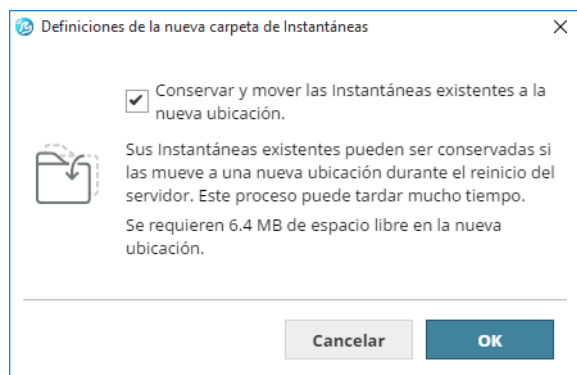 Definiciones de la nueva carpeta de Instantáneas
Conservar y mover las Instantáneas existentes a la
nueva ubicación.
Sus Instantáneas existentes pueden ser conservadas si
las mueve a una nueva ubicación durante el reinicio del
servidor. Este proceso puede tardar mucho tiempo.
Se requieren 6.4 MB de espacio libre en la nueva
ubicación.
Cancelar
OK